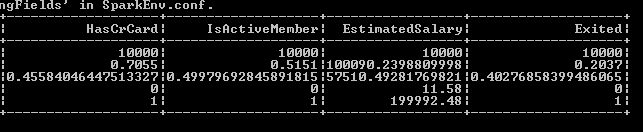 ngFields' in SparkEnv.conf.
HasCrCard| IsActiveMember| EstimatedSalary| Exited|
10000| 10000| 10000| 10000|
0.7055| 0.5151|100090.2398809998| 0.2037|
0.45584046447513327|0.49979692845891815|57510.49281769821|0.40276858399486065|
0| 0| 11.58| 0|
1| 1| 199992.48| 1|